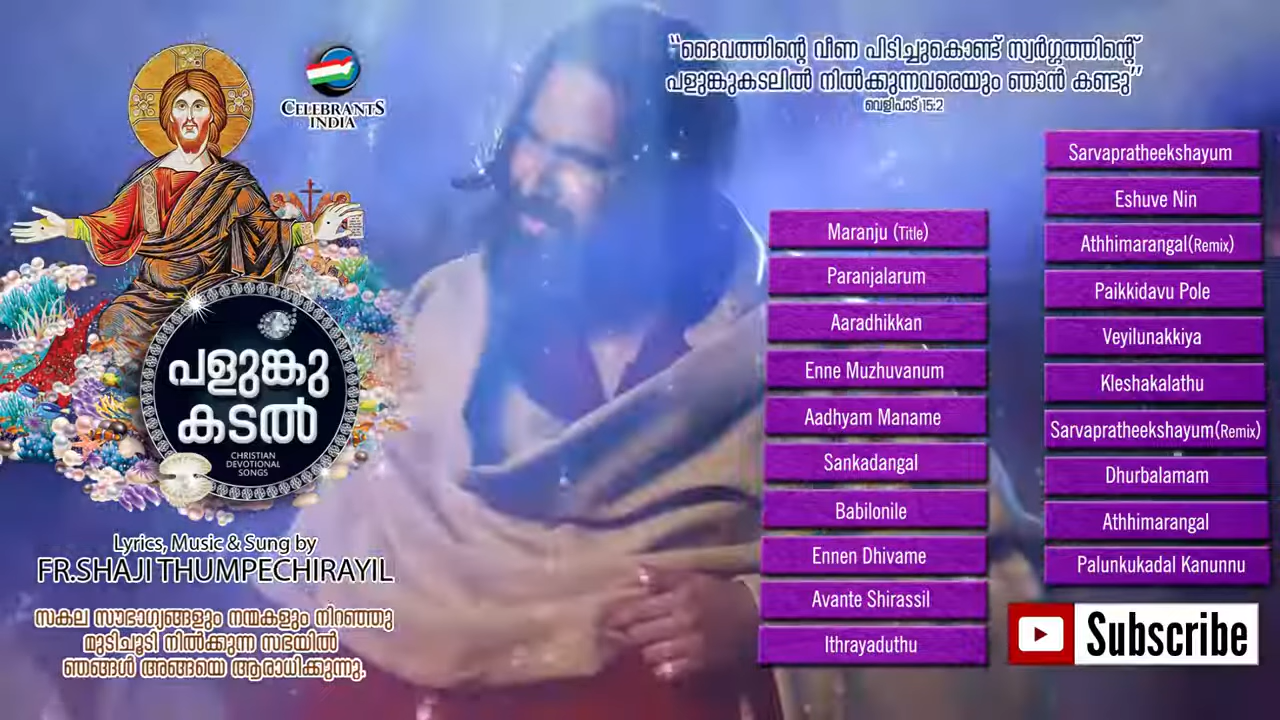 CELEBRANTS
INDIA
“ദൈവത്തിന്റെ വീണ പിടിച്ചുകൊണ്ട് സ്വർഗ്ഗത്തിന്റെ
പളുങ്കുകടലിൽ നിൽക്കുന്നവരെയും ഞാൻ കണ്ടു”
വെളിപാട് 15:2
പളുങ്കു
കടൽ
CHRISTIAN
DEVOTIONAL
SONGS
Lyrics, Music & Sung by
FR.SHAJI THUMPECHIRAYIL
സകല സൗഭാഗ്യങ്ങളും നന്മകളും നിറഞ്ഞു
മുടിചൂടി നിൽക്കുന്ന സഭയിൽ
ഞങ്ങൾ അങ്ങയെ ആരാധിക്കുന്നു.
Maranju (Title)
Paranjalarum
Aaradhikkan
Enne Muzhuvanum
Aadhyam Maname
Sankadangal
Babilonile
Ennen Dhivame
Avante Shirassil
Ithrayaduthu
Sarvapratheekshayum
Eshuve Nin
Athhimarangal(Remix)
Paikkidavu Pole
Veyilunakkiya
Kleshakalathu
Sarvapratheekshayum(Remix)
Dhurbalamam
Athhimarangal
Palunkukadal Kanunnu
Subscribe